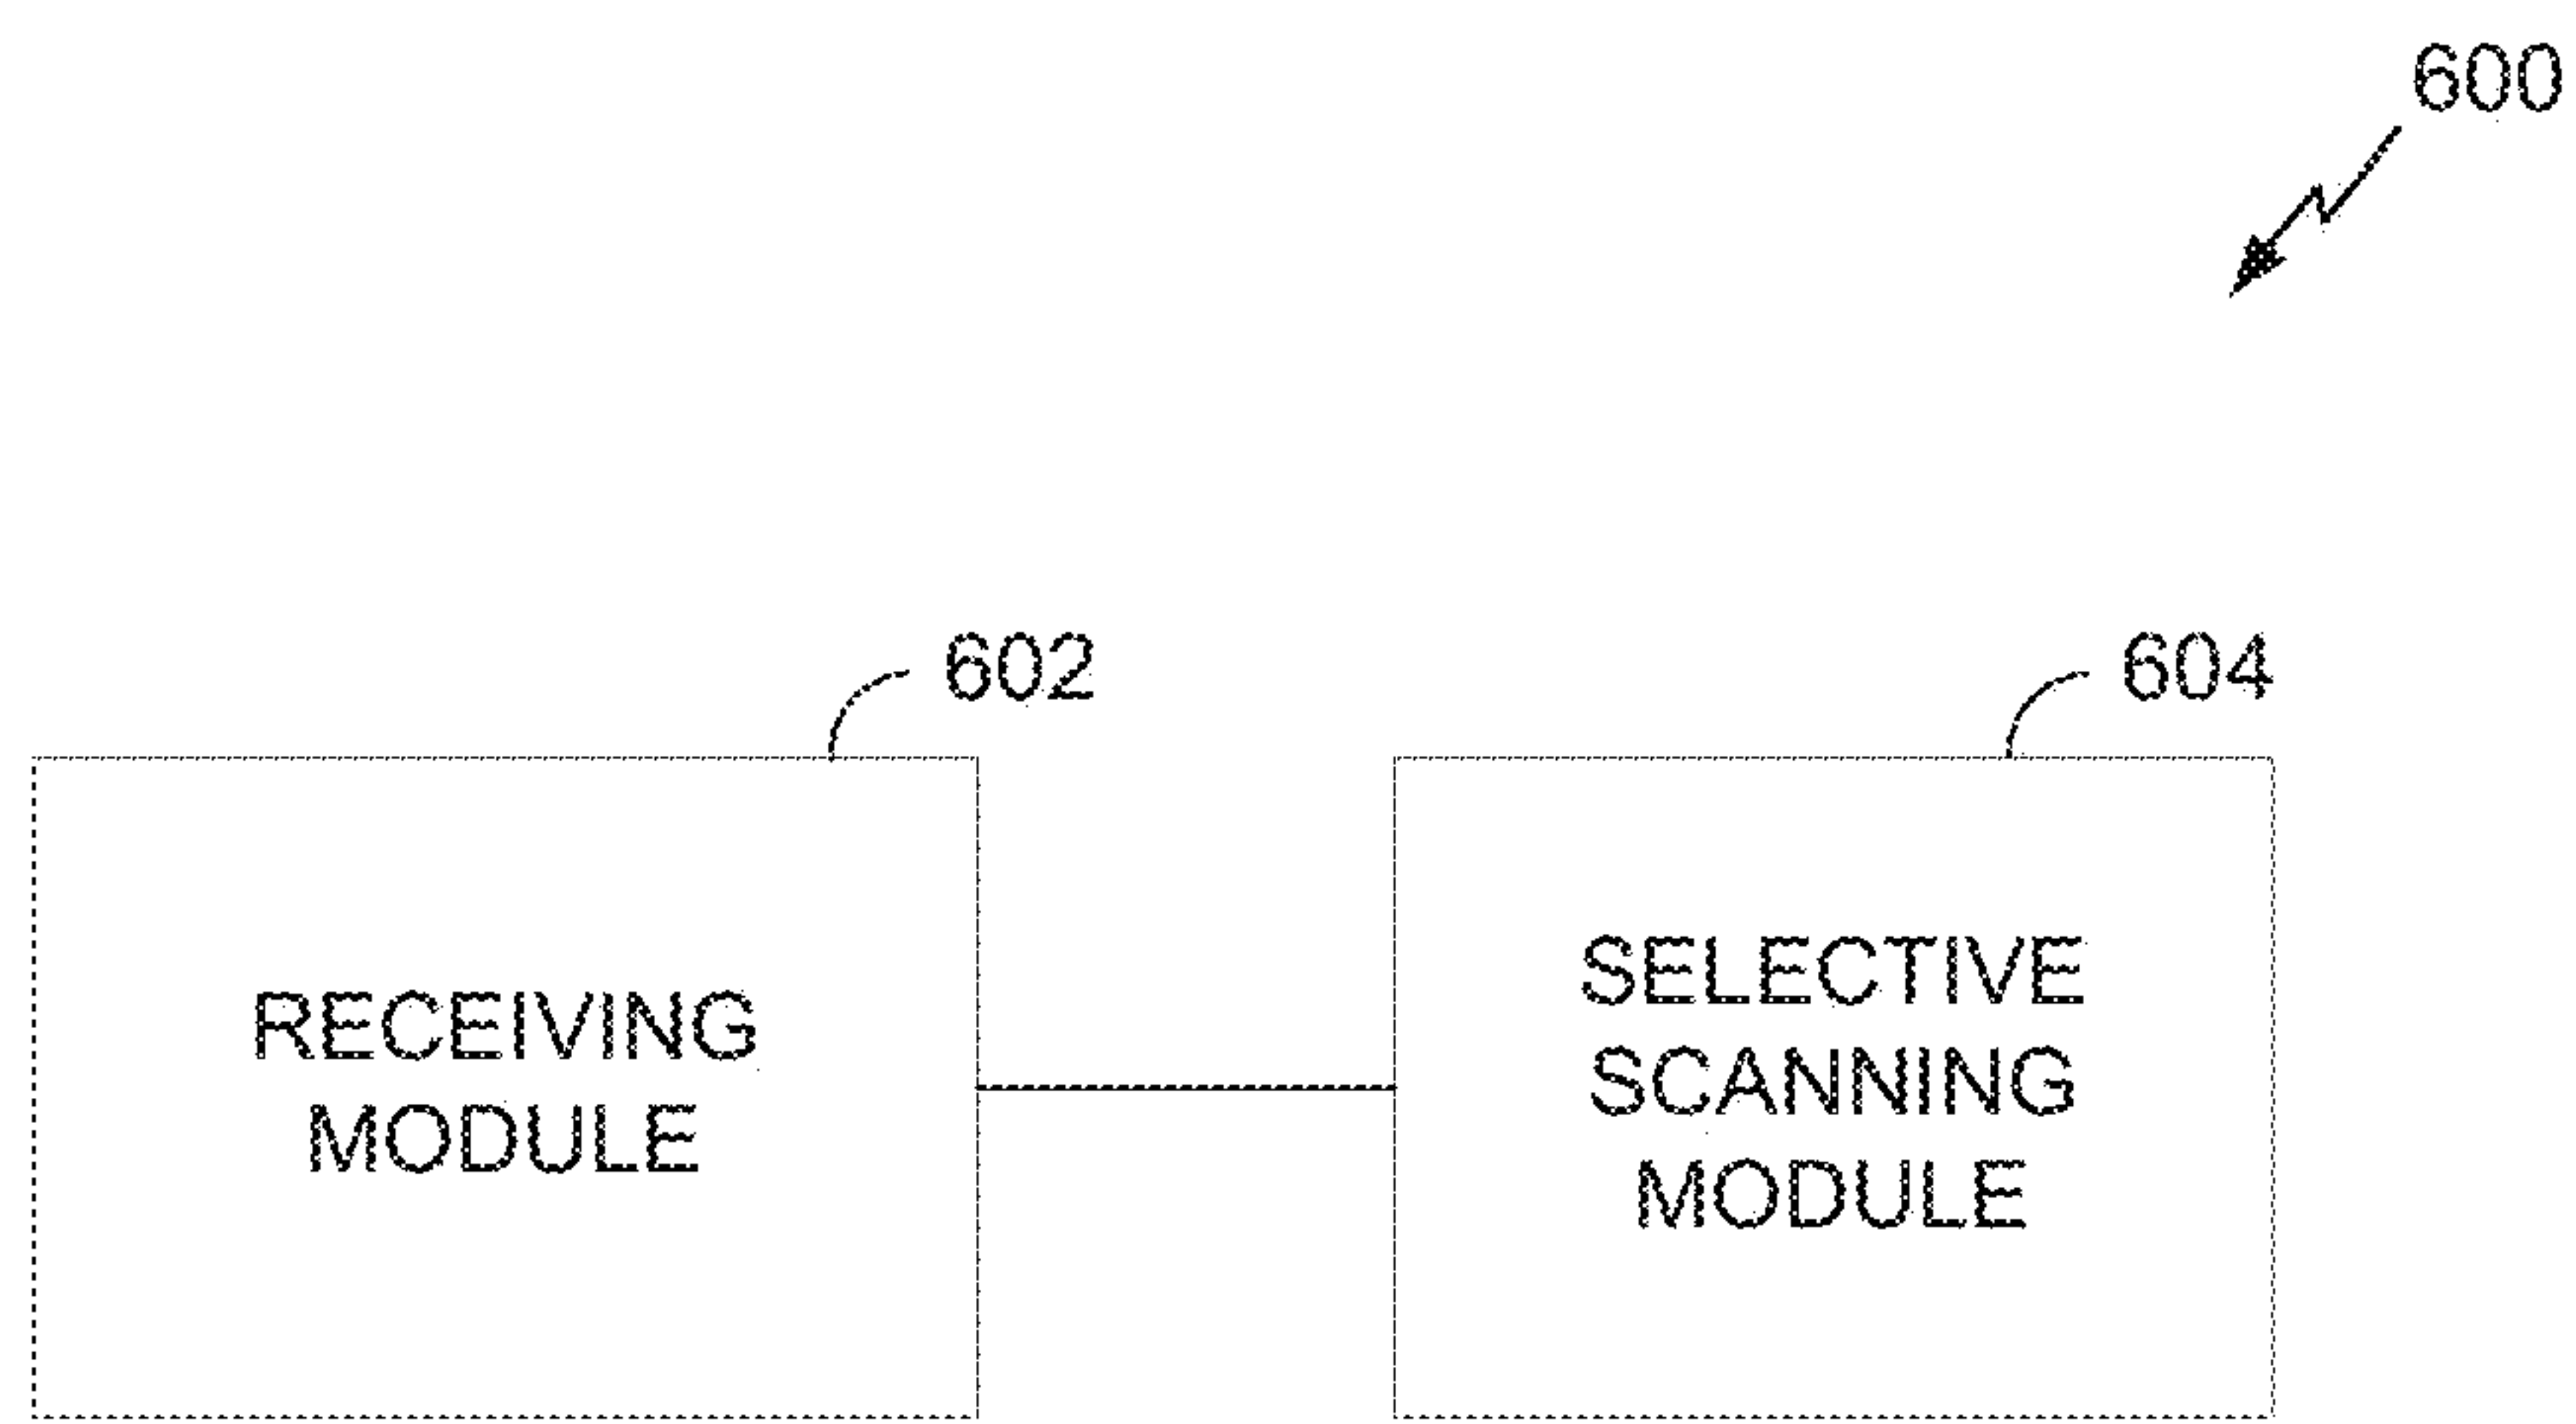 600
602
604
RECEIVING
MODULE
SELECTIVE
SCANNING
MODULE